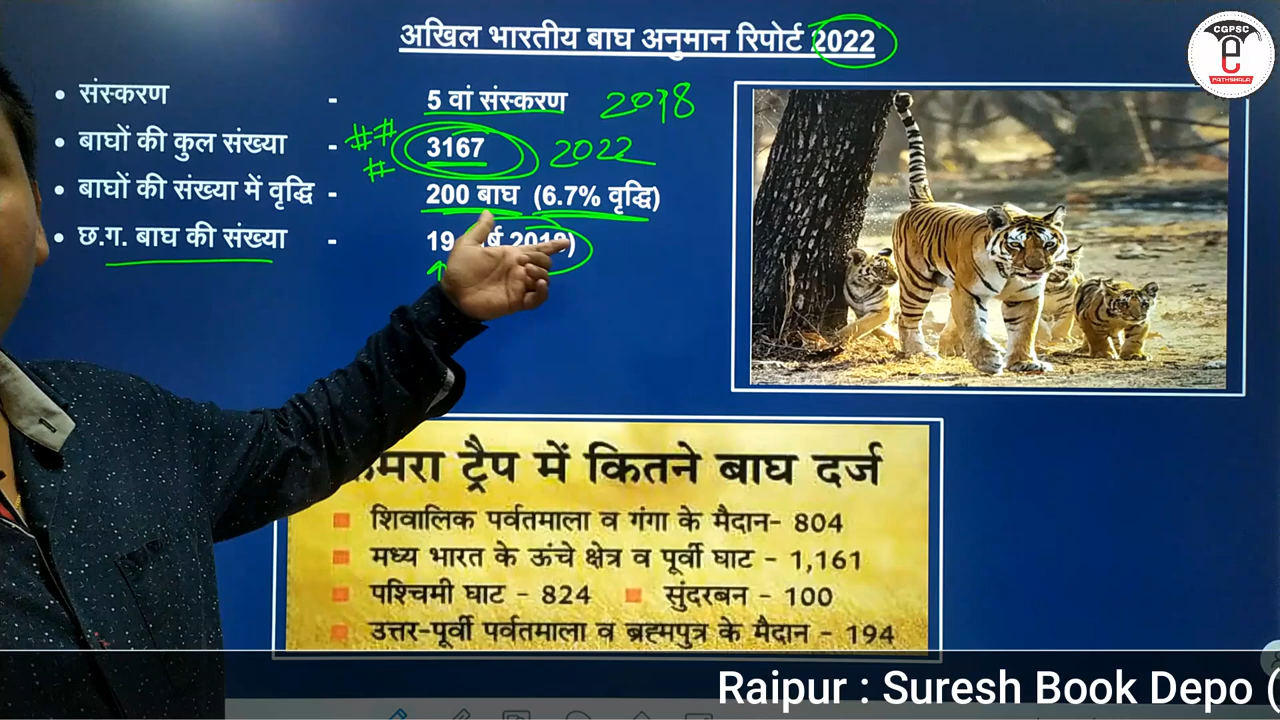 अखिल भारतीय बाघ अनुमान रिपोर्ट 2022
CGPSC
e
PATHSHALA
• संस्करण - 5 वां संस्करण 2018
• बाघों की कुल संख्या - ### 3167 2022
• बाघों की संख्या में वृद्धि - 200 बाघ (6.7% वृद्धि)
• छ.ग. बाघ की संख्या - 19
ट्रैप में कितने बाघ दर्ज
शिवालिक पर्वतमाला व गंगा के मैदान- 804
मध्य भारत के ऊंचे क्षेत्र व पूर्वी घाट - 1,161
पश्चिमी घाट - 824 सुंदरबन - 100
उत्तर-पूर्वी पर्वतमाला व ब्रह्मपुत्र के मैदान - 194
Raipur : Suresh Book Depo (